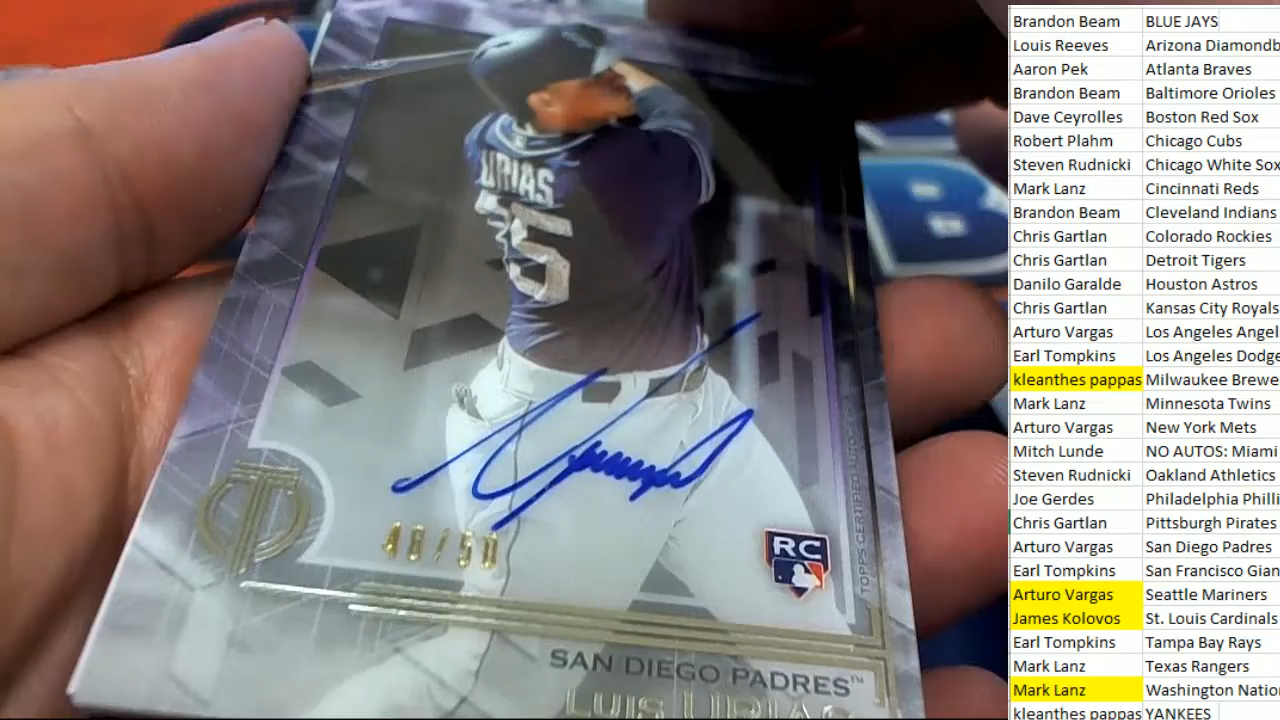 URIAS
5
48/50
RC
TOPPS CERTIFIED
SAN DIEGO PADRES™
LUIS URIAS
Brandon Beam BLUE JAYS
Louis Reeves Arizona Diamondb
Aaron Pek Atlanta Braves
Brandon Beam Baltimore Orioles
Dave Ceyrolles Boston Red Sox
Robert Plahm Chicago Cubs
Steven Rudnicki Chicago White Sox
Mark Lanz Cincinnati Reds
Brandon Beam Cleveland Indians
Chris Gartlan Colorado Rockies
Chris Gartlan Detroit Tigers
Danilo Garalde Houston Astros
Chris Gartlan Kansas City Royals
Arturo Vargas Los Angeles Angel
Earl Tompkins Los Angeles Dodge
kleanthes pappas Milwaukee Brewe
Mark Lanz Minnesota Twins
Arturo Vargas New York Mets
Mitch Lunde NO AUTOS: Miami
Steven Rudnicki Oakland Athletics
Joe Gerdes Philadelphia Philli
Chris Gartlan Pittsburgh Pirates
Arturo Vargas San Diego Padres
Earl Tompkins San Francisco Gian
Arturo Vargas Seattle Mariners
James Kolovos St. Louis Cardinals
Earl Tompkins Tampa Bay Rays
Mark Lanz Texas Rangers
Mark Lanz Washington Natio
kleanthes pappas YANKEES